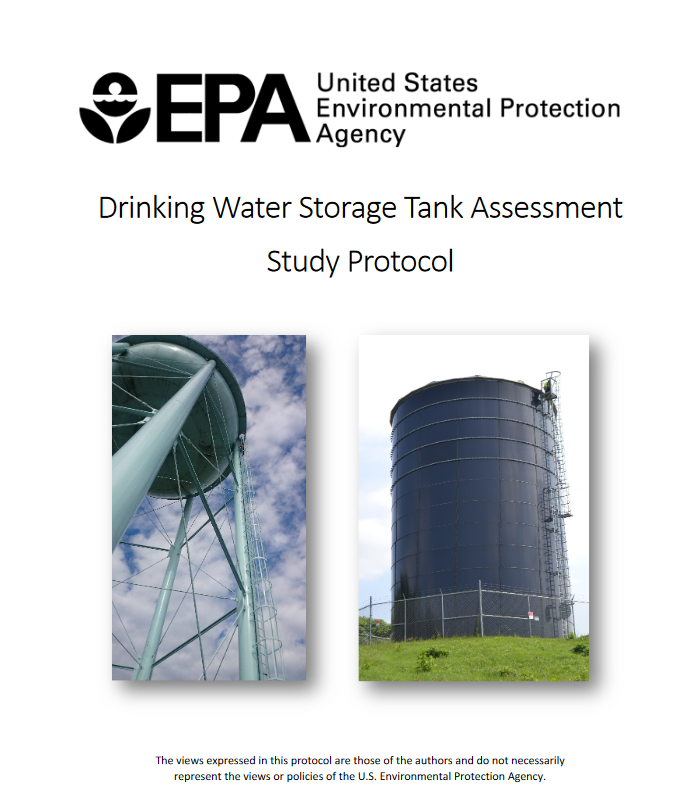 EPA
United States
Environmental Protection
Agency
Drinking Water Storage Tank Assessment
Study Protocol
The views expressed in this protocol are those of the authors and do not necessarily
represent the views or policies of the U.S. Environmental Protection Agency.